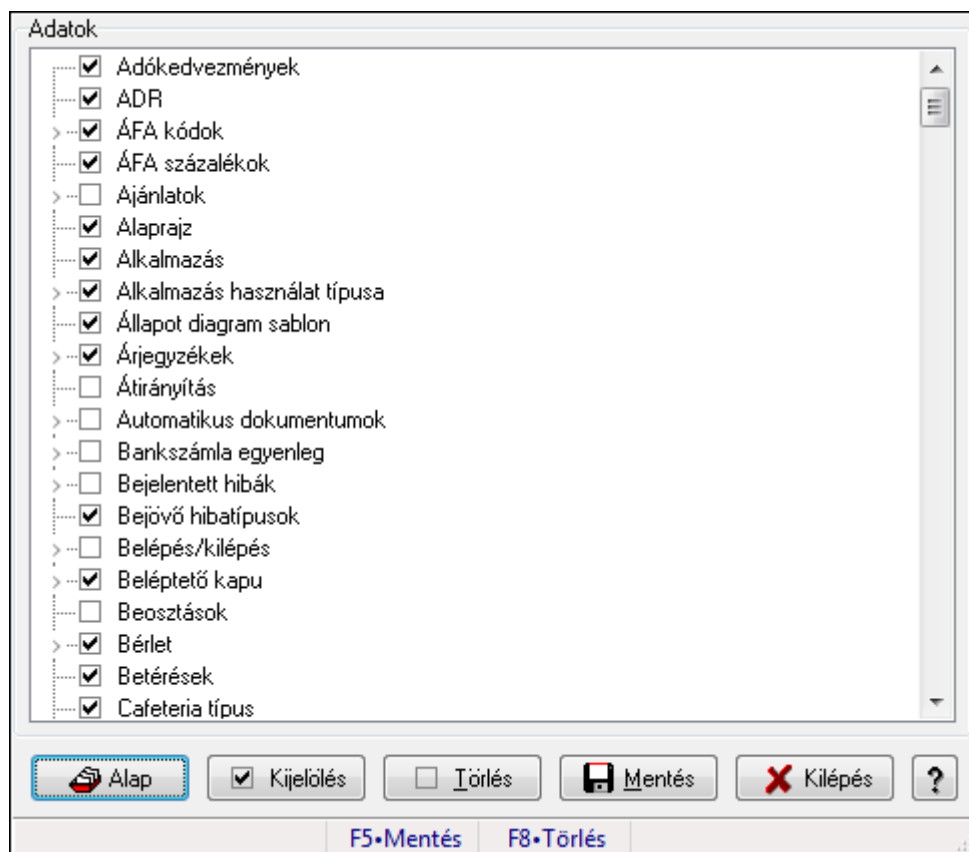 Adatok
Adókedvezmények
ADR
ÁFA kódok
ÁFA százalékok
Ajánlatok
Alaprajz
Alkalmazás
Alkalmazás használat típusa
Állapot diagram sablon
Árjegyzékek
Átirányítás
Automatikus dokumentumok
Bankszámla egyenleg
Bejelentett hibák
Bejövő hibatípusok
Belépés/kilépés
Beléptető kapu
Beosztások
Bérlet
Betérések
Cafeteria típus
Alap Kijelölés Törlés Mentés Kilépés ?
F5•Mentés F8•Törlés